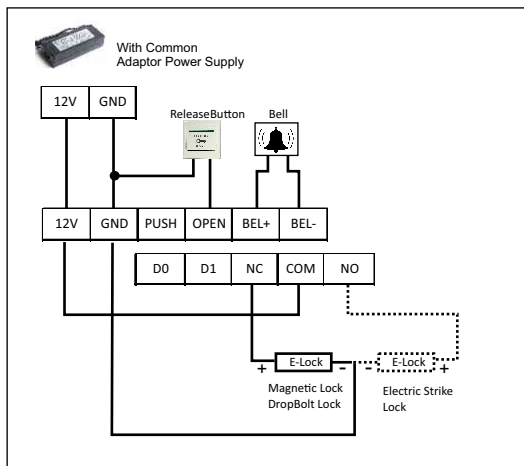 With Common
Adaptor Power Supply
12V GND
ReleaseButton Bell
12V GND PUSH OPEN BEL+ BEL-
D0 D1 NC COM NO
+ E-Lock - - E-Lock +
Magnetic Lock
DropBolt Lock
Electric Strike
Lock